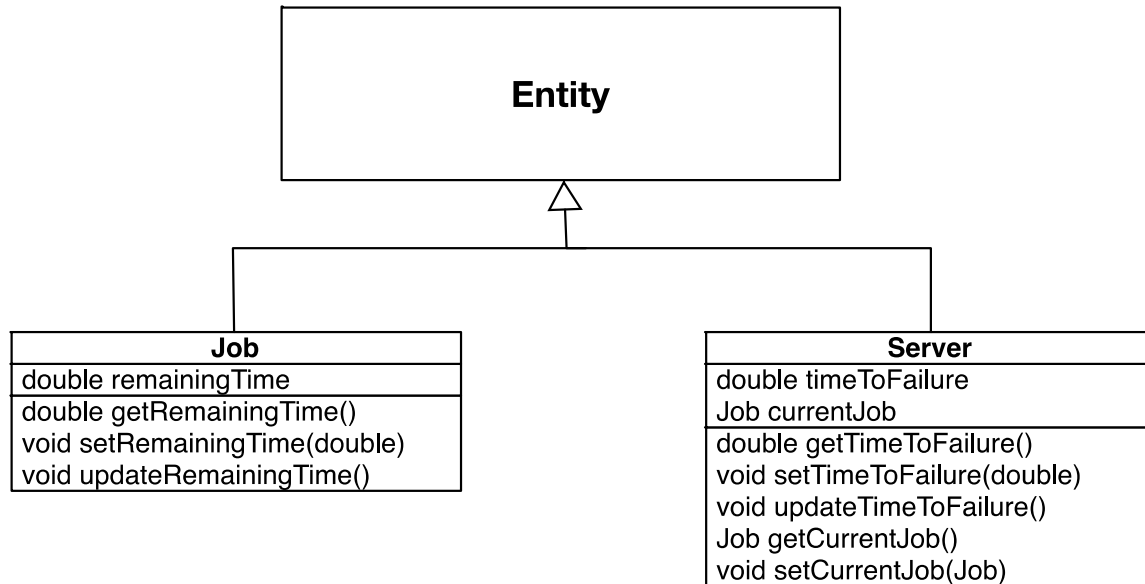 Entity
Job
double remainingTime
double getRemainingTime()
void setRemainingTime(double)
void updateRemainingTime()
Server
double timeToFailure
Job currentJob
double getTimeToFailure()
void setTimeToFailure(double)
void updateTimeToFailure()
Job getCurrentJob()
void setCurrentJob(Job)